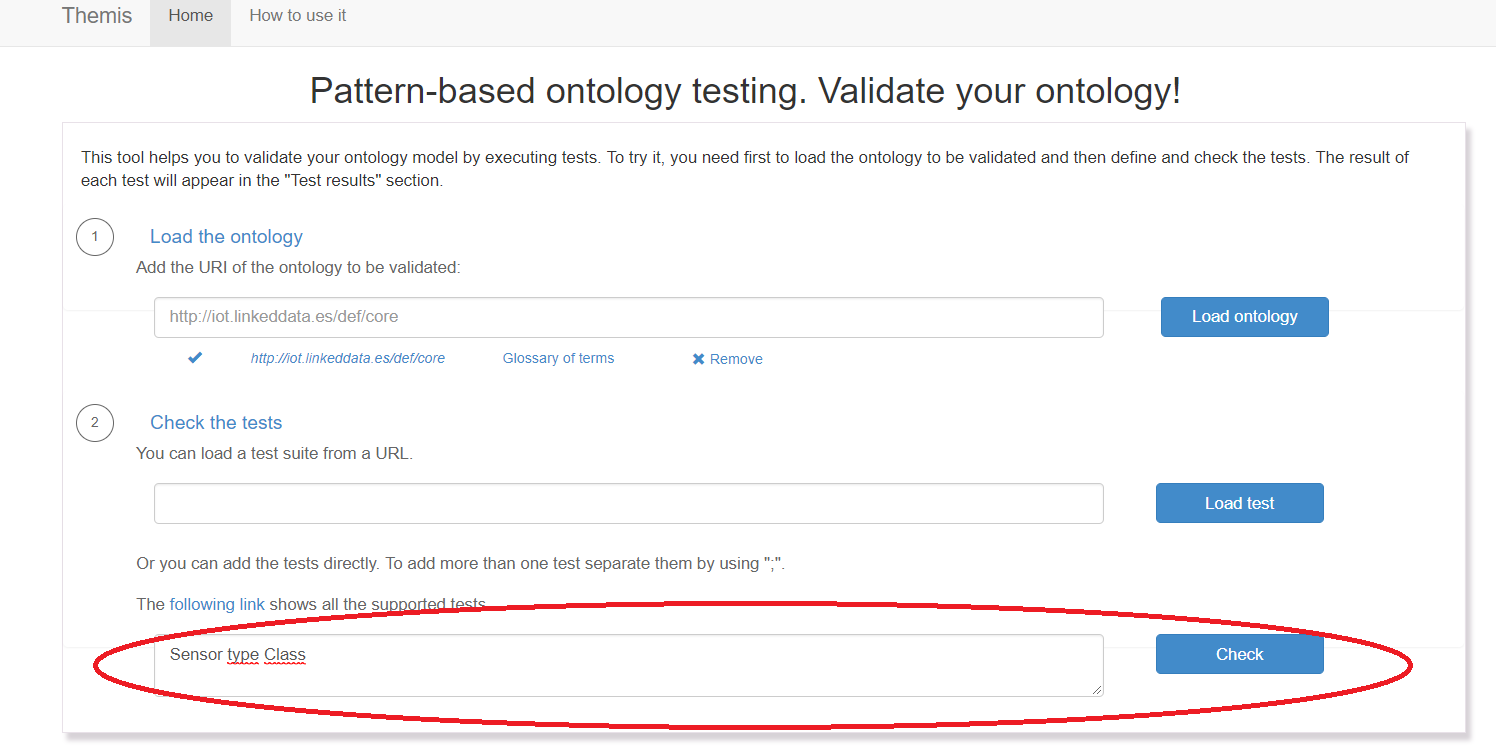 Themis Home How to use it
Pattern-based ontology testing. Validate your ontology!
This tool helps you to validate your ontology model by executing tests. To try it, you need first to load the ontology to be validated and then define and check the tests. The result of
each test will appear in the "Test results" section.
1 Load the ontology
Add the URI of the ontology to be validated:
http://iot.linkeddata.es/def/core Load ontology
http://iot.linkeddata.es/def/core Glossary of terms Remove
2 Check the tests
You can load a test suite from a URL.
Load test
Or you can add the tests directly. To add more than one test separate them by using ";".
The following link shows all the supported tests
Sensor type Class Check